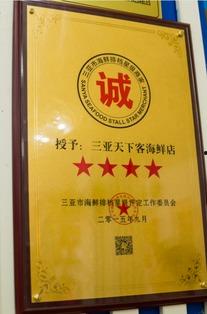 三亚市海鲜排档星级商家
诚
SANYA SEAFOOD STALL STAR MERCHANT
授予：三亚天下客海鲜店
★★★★
三亚市海鲜排档星级评定工作委员会
二零一五年九月